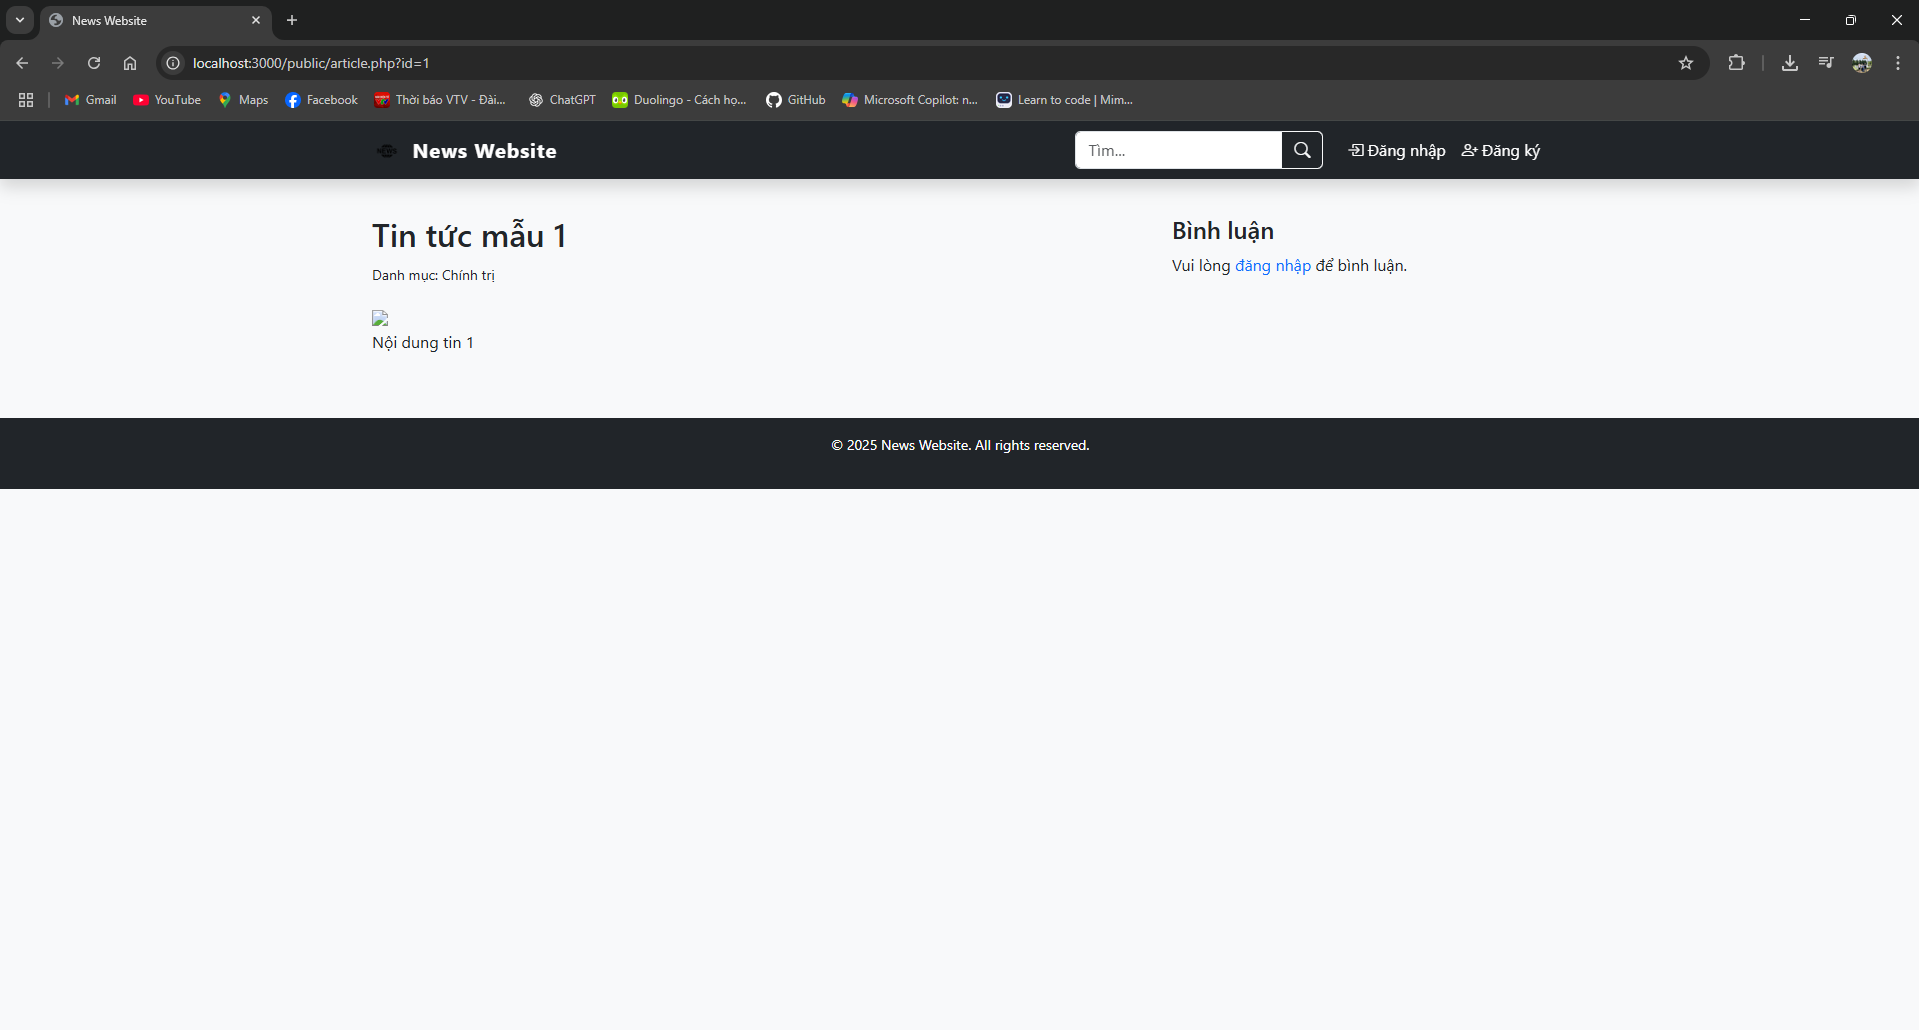 News Website
localhost:3000/public/article.php?id=1
Gmail
YouTube
Maps
Facebook
Thời báo VTV - Đài...
ChatGPT
Duolingo - Cách họ...
GitHub
Microsoft Copilot: n...
Learn to code | Mim...
News Website
Tìm...
Đăng nhập
Đăng ký
Tin tức mẫu 1
Danh mục: Chính trị
Nội dung tin 1
Bình luận
Vui lòng đăng nhập để bình luận.
© 2025 News Website. All rights reserved.